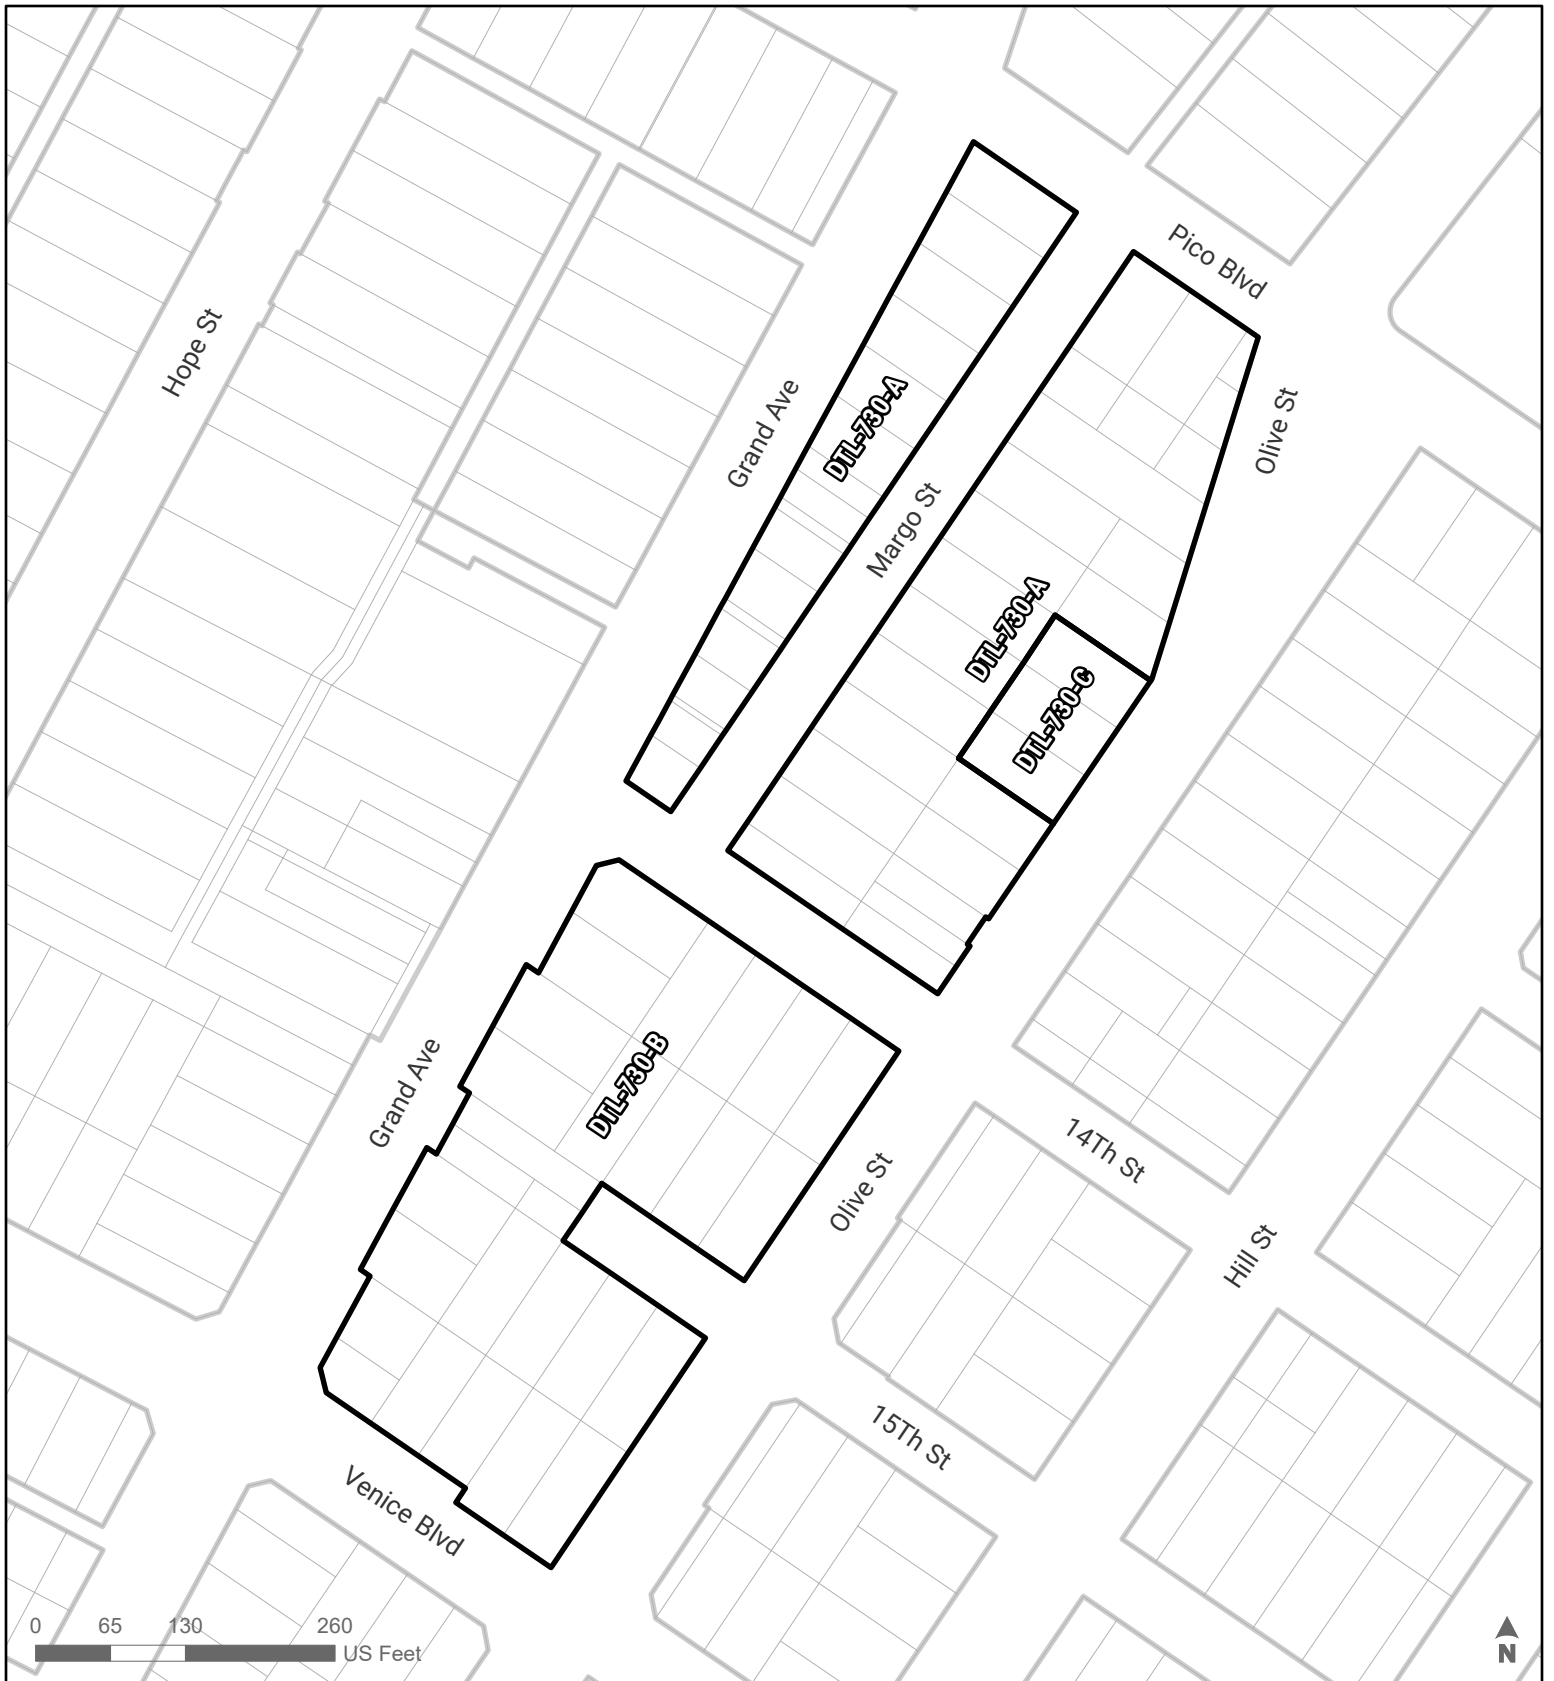 Pico Blvd
Hope St
Grand Ave
DTL-730-A
Olive St
Margo St
DTL-730-A
DTL-730-C
Grand Ave
DTL-730-B
14Th St
Olive St
Hill St
15Th St
Venice Blvd
0 65 130 260
US Feet
N